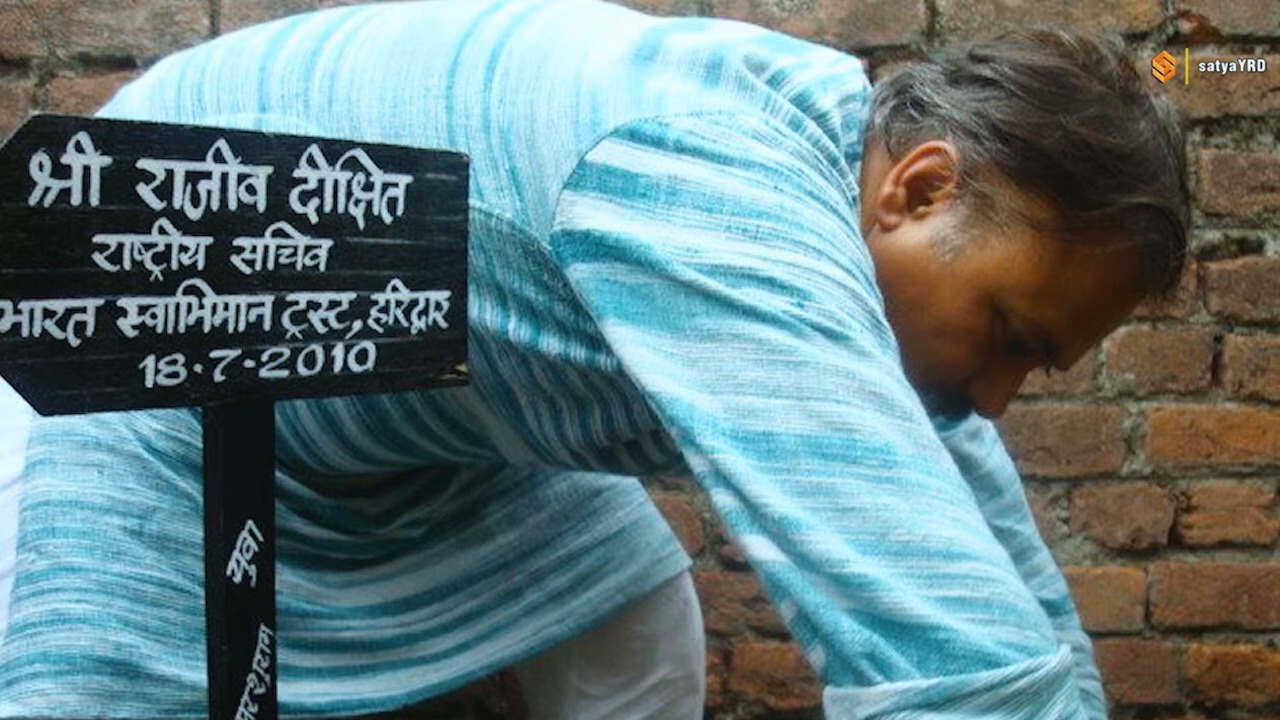 श्री राजीव दीक्षित
राष्ट्रीय सचिव
भारत स्वाभिमान ट्रस्ट, हरिद्वार
18.7.2010
युवा
satyaYRD